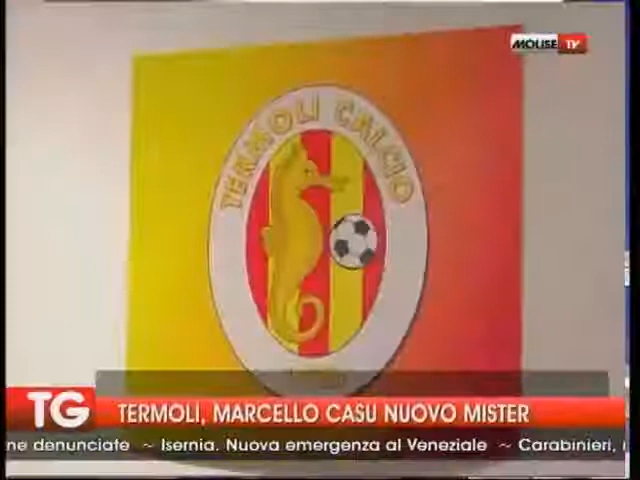 MOLISE TV
TERMOLI CALCIO
TG
TERMOLI, MARCELLO CASU NUOVO MISTER
ne denunciate ~ Isernia. Nuova emergenza al Veneziale ~ Carabinieri,